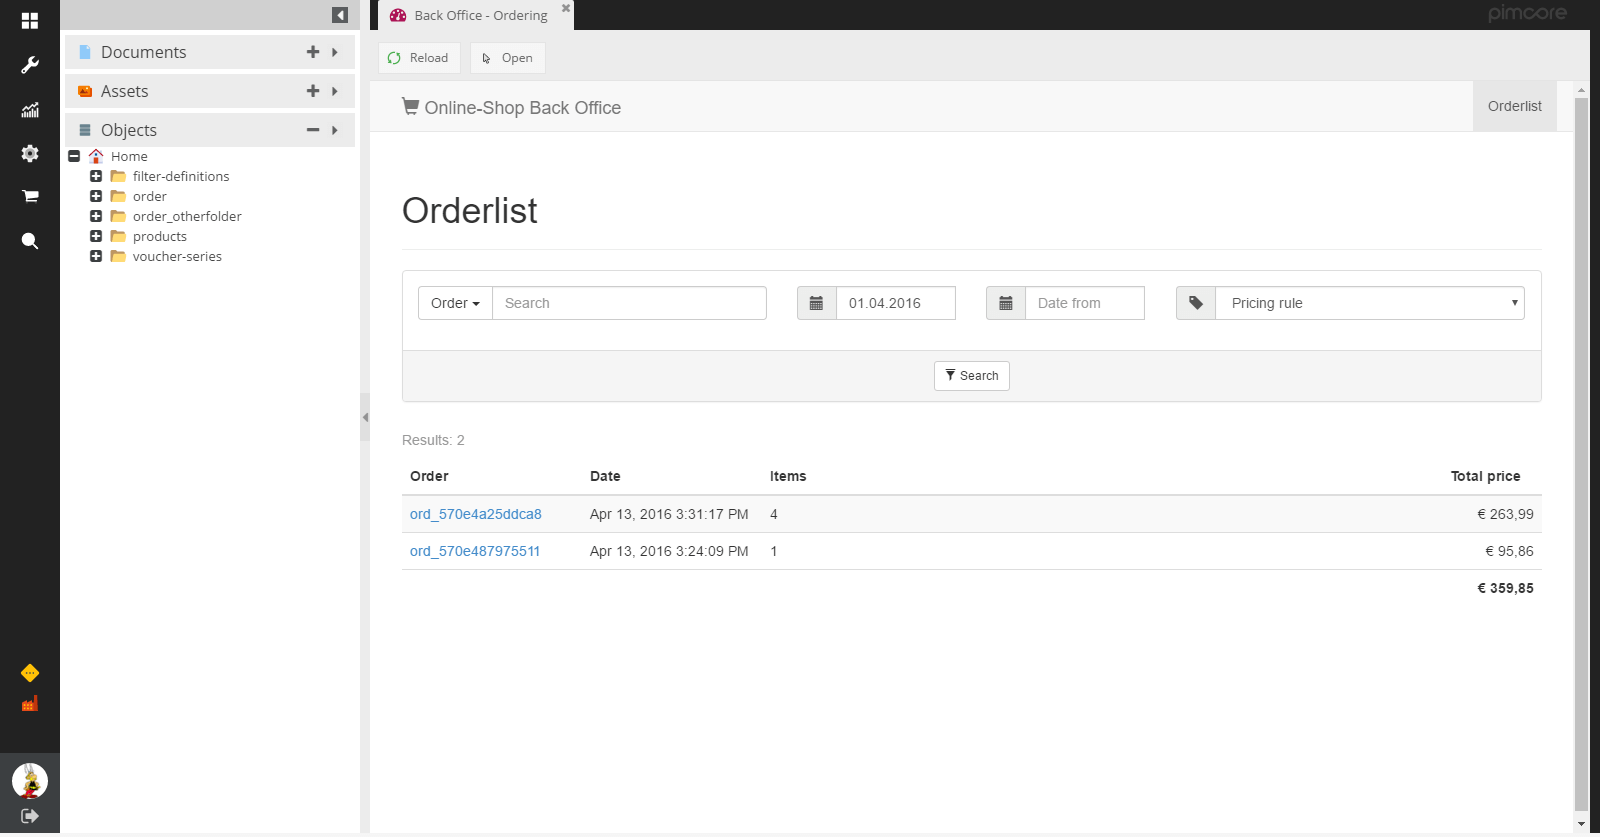 Back Office - Ordering
pimcore
Documents
Assets
Objects
Home
filter-definitions
order
order_otherfolder
products
voucher-series
Reload
Open
Online-Shop Back Office
Orderlist
Orderlist
Order
Search
01.04.2016
Date from
Pricing rule
Search
Results: 2
Order Date Items Total price
ord_570e4a25ddca8 Apr 13, 2016 3:31:17 PM 4 € 263,99
ord_570e487975511 Apr 13, 2016 3:24:09 PM 1 € 95,86
€ 359,85